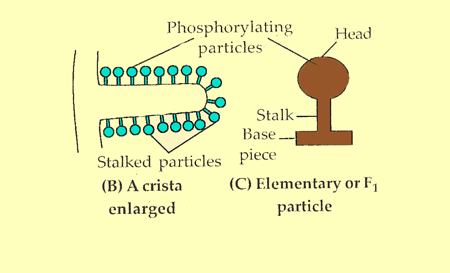 Phosphorylating
particles
Head
Stalk
Base
piece
Stalked particles
(B) A crista
enlarged
(C) Elementary or F₁
particle